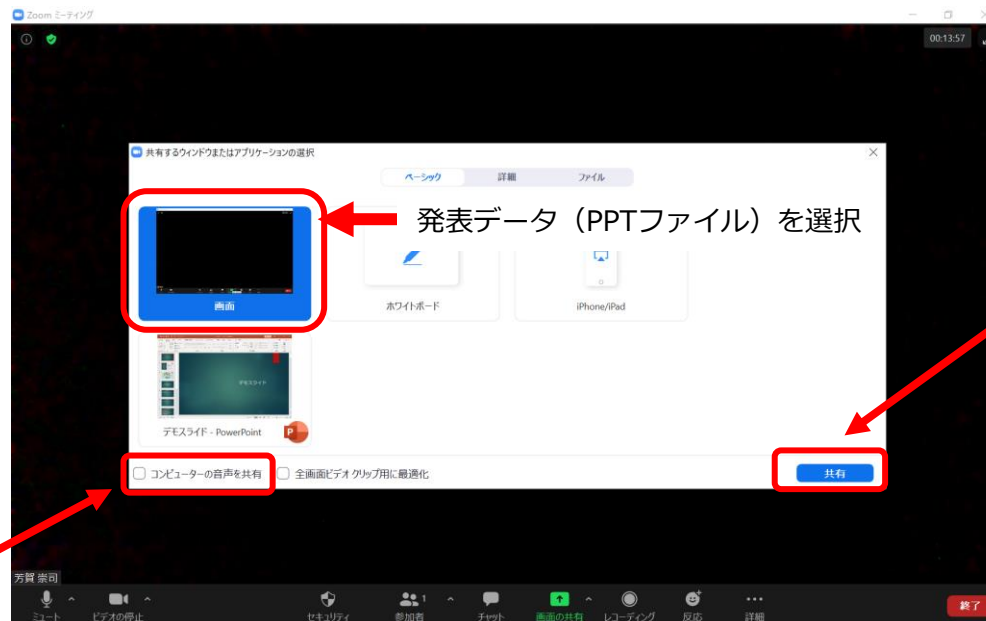 Zoom ミーティング
00:13:57
共有するウィンドウまたはアプリケーションの選択
ベーシック 詳細 ファイル
発表データ（PPTファイル）を選択
画面
ホワイトボード
iPhone/iPad
デモスライド
デモスライド - PowerPoint
P
コンピューターの音声を共有
全画面ビデオ クリップ用に最適化
共有
芳賀 崇司
1
ミュート
ビデオの停止
セキュリティ
参加者
チャット
画面の共有
レコーディング
反応
詳細
終了